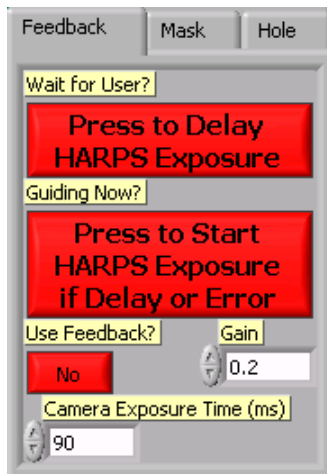 Feedback Mask Hole
Wait for User?
Press to Delay
HARPS Exposure
Guiding Now?
Press to Start
HARPS Exposure
if Delay or Error
Use Feedback? Gain
No 0.2
Camera Exposure Time (ms)
90